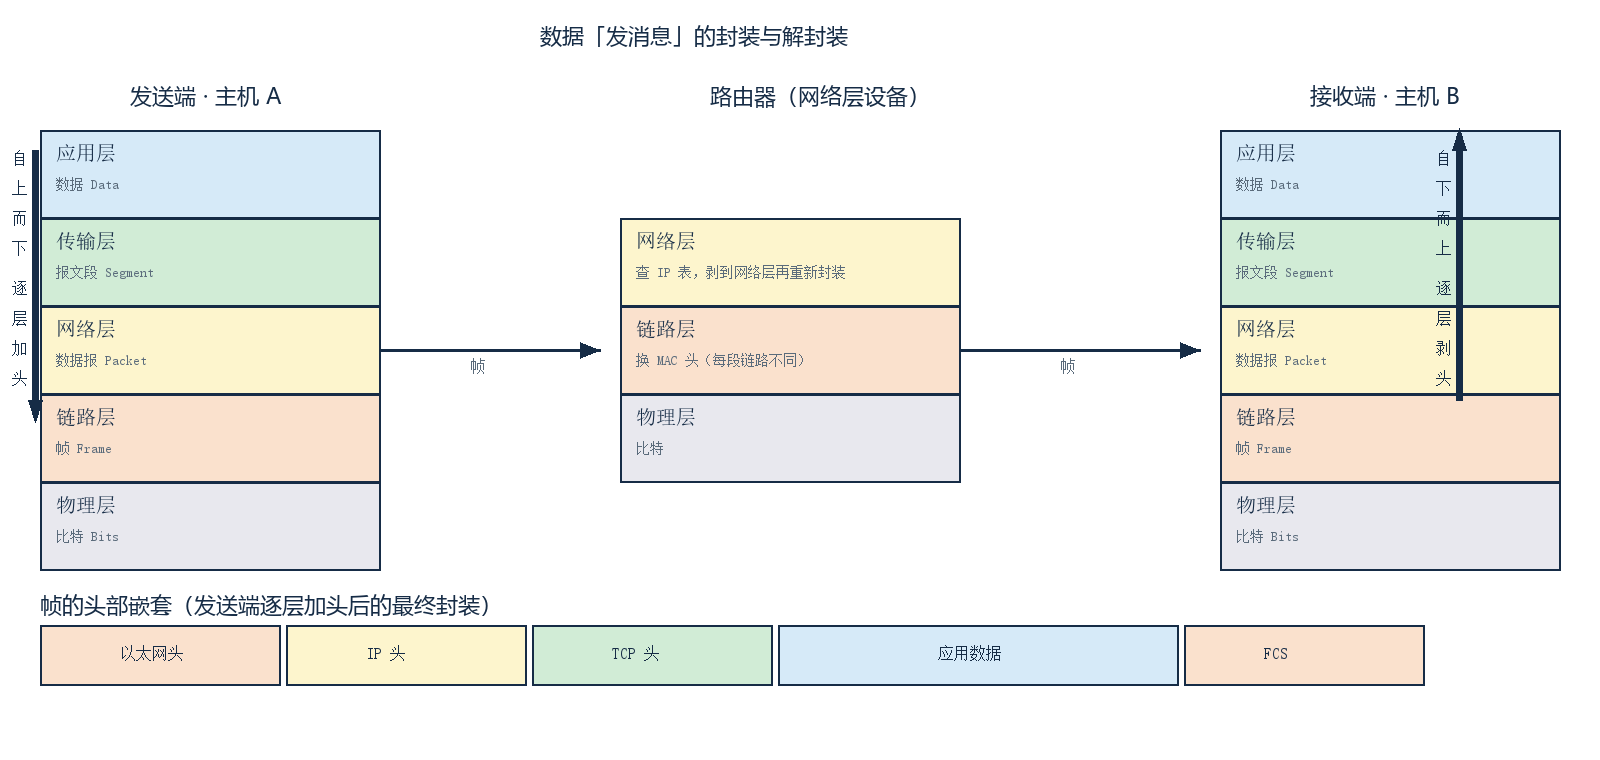 数据「发消息」的封装与解封装
发送端 · 主机 A
路由器（网络层设备）
接收端 · 主机 B
自上而下 逐层加头
应用层
数据 Data
传输层
报文段 Segment
网络层
数据报 Packet
链路层
帧 Frame
物理层
比特 Bits
帧
网络层
查 IP 表，剥到网络层再重新封装
链路层
换 MAC 头（每段链路不同）
物理层
比特
帧
应用层
数据 Data
传输层
报文段 Segment
网络层
数据报 Packet
链路层
帧 Frame
物理层
比特 Bits
自下而上 逐层剥头
帧的头部嵌套（发送端逐层加头后的最终封装）
以太网头
IP 头
TCP 头
应用数据
FCS